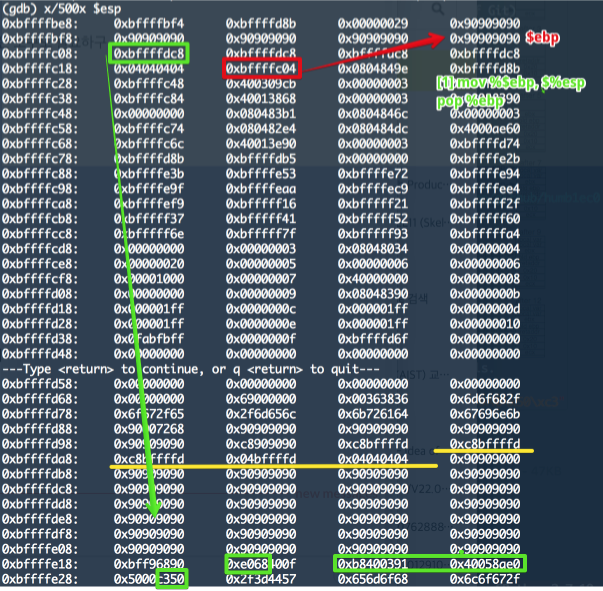 (gdb) x/500x $esp
0xbffffbe8: 0xbffffbf4 0xbffffd8b 0x00000029 0x90909090
0xbffffbf8: 0x90909090 0x90909090 0x90909090 0x90909090 $ebp
0xbffffc08: 0xbffffdc8 0xbffffdc8 0xbffffdc8 0xbffffdc8
0xbffffc18: 0x04040404 0xbffffc04 0x0804849e 0xbffffd8b
[1] mov %$ebp, $%esp
0xbffffc28: 0xbffffc48 0x400309cb 0x00000003
pop %ebp
0xbffffc38: 0xbffffc84 0x40013868 0x00000003
0xbffffc48: 0x00000000 0x080483b1 0x0804846c 0x00000003
0xbffffc58: 0xbffffc74 0x080482e4 0x080484dc 0x4000ae60
0xbffffc68: 0xbffffc6c 0x40013e90 0x00000003 0xbffffd74
0xbffffc78: 0xbffffd8b 0xbffffdb5 0x00000000 0xbffffe2b
0xbffffc88: 0xbffffe3b 0xbffffe53 0xbffffe72 0xbffffe94
0xbffffc98: 0xbffffe9f 0xbffffeaa 0xbffffec9 0xbffffee4
0xbffffca8: 0xbffffef9 0xbfffff16 0xbfffff21 0xbfffff2f
0xbffffcb8: 0xbfffff37 0xbfffff41 0xbfffff52 0xbfffff60
0xbffffcc8: 0xbfffff6e 0xbfffff7f 0xbfffff93 0xbfffffa4
0xbffffcd8: 0x00000000 0x00000003 0x08048034 0x00000004
0xbffffce8: 0x00000020 0x00000005 0x00000006 0x00000006
0xbffffcf8: 0x00001000 0x00000007 0x40000000 0x00000008
0xbffffd08: 0x00000000 0x00000009 0x08048390 0x0000000b
0xbffffd18: 0x000001ff 0x0000000c 0x000001ff 0x0000000d
0xbffffd28: 0x000001ff 0x0000000e 0x000001ff 0x00000010
0xbffffd38: 0x0fabfbff 0x0000000f 0xbffffd6f 0x00000000
0xbffffd48: 0x00000000 0x00000000 0x00000000 0x00000000
---Type <return> to continue, or q <return> to quit---
0xbffffd58: 0x00000000 0x00000000 0x00000000 0x00000000
0xbffffd68: 0x00000000 0x69000000 0x00363836 0x6d6f682f
0xbffffd78: 0x6f672f65 0x2f6d656c 0x6b726164 0x67696e6b
0xbffffd88: 0x90007268 0x90909090 0x90909090 0x90909090
0xbffffd98: 0x90909090 0xc8909090 0xc8bffffd 0xc8bffffd
0xbffffda8: 0xc8bffffd 0x04bffffd 0x04040404 0x90909000
0xbffffdb8: 0x90909090 0x90909090 0x90909090 0x90909090
0xbffffdc8: 0x90909090 0x90909090 0x90909090 0x90909090
0xbffffdd8: 0x90909090 0x90909090 0x90909090 0x90909090
0xbffffde8: 0x90909090 0x90909090 0x90909090 0x90909090
0xbffffdf8: 0x90909090 0x90909090 0x90909090 0x90909090
0xbffffe08: 0x90909090 0x90909090 0x90909090 0x90909090
0xbffffe18: 0xbff96890 0xe068400f 0xb8400391 0x40058ae0
0xbffffe28: 0x5000c350 0x2f3d4457 0x656d6f68 0x6c6f672f